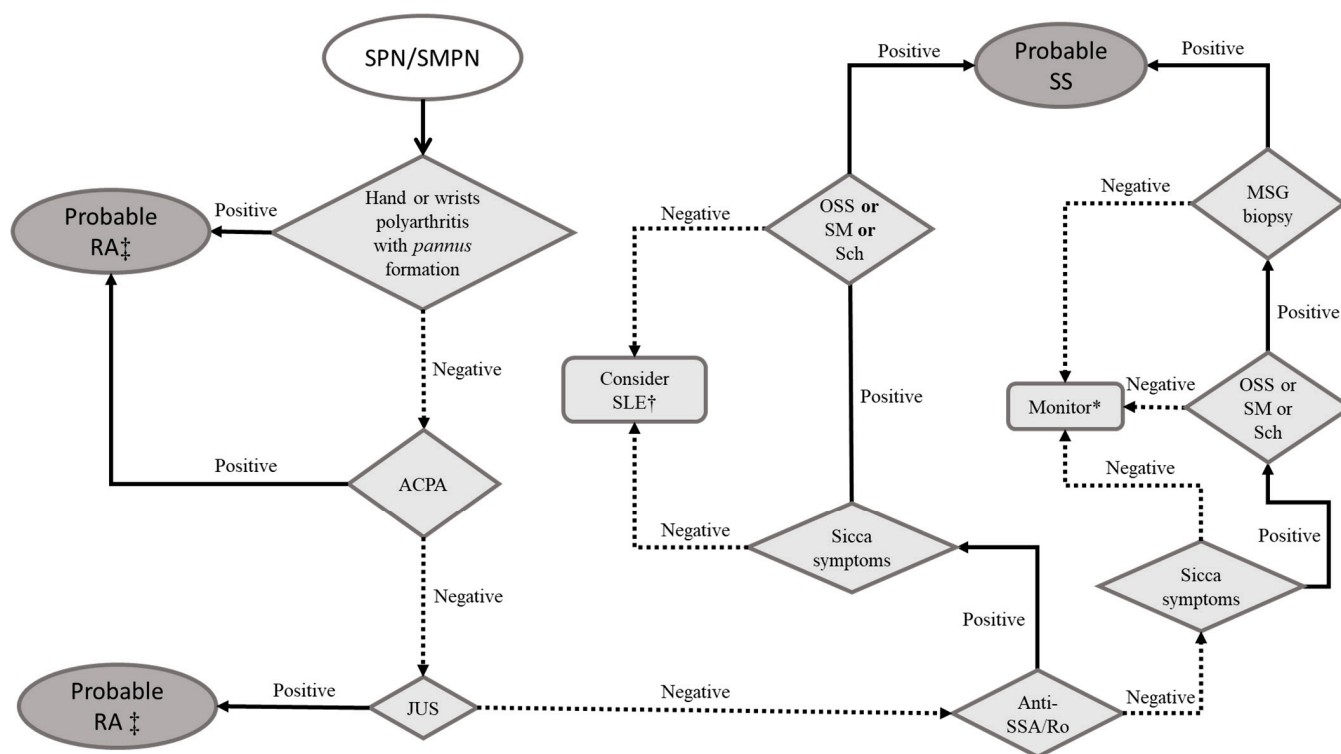 SPN/SMPN
Hand or wrists
polyarthritis
with pannus
formation
Positive
Probable
RA‡
Negative
ACPA
Positive
Negative
JUS
Positive
Probable
RA ‡
Negative
Anti-
SSA/Ro
Positive
Sicca
symptoms
Negative
Consider
SLE†
Positive
OSS or
SM or
Sch
Negative
Positive
Probable
SS
Negative
Sicca
symptoms
Negative
Monitor*
Positive
OSS or
SM or
Sch
Negative
Positive
MSG
biopsy
Negative
Positive